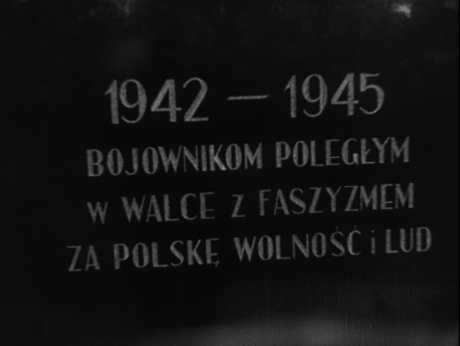 1942 — 1945
BOJOWNIKOM POLEGŁYM
W WALCE Z FASZYZMEM
ZA POLSKĘ WOLNOŚĆ i LUD